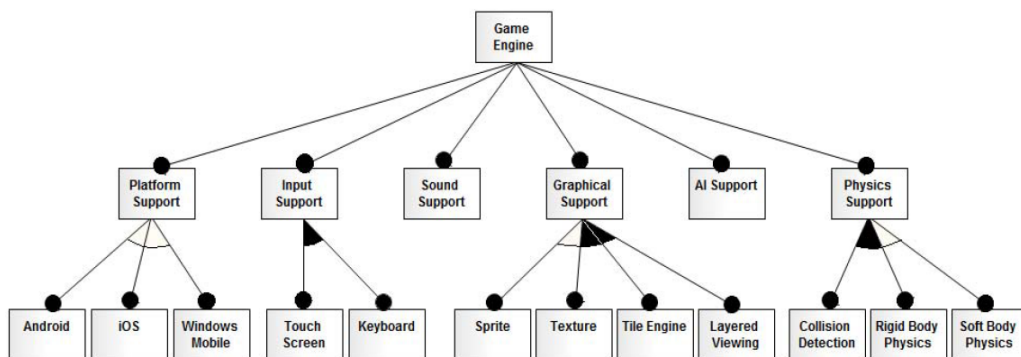 Game
Engine
Platform
Support
Input
Support
Sound
Support
Graphical
Support
AI Support
Physics
Support
Android
iOS
Windows
Mobile
Touch
Screen
Keyboard
Sprite
Texture
Tile Engine
Layered
Viewing
Collision
Detection
Rigid Body
Physics
Soft Body
Physics